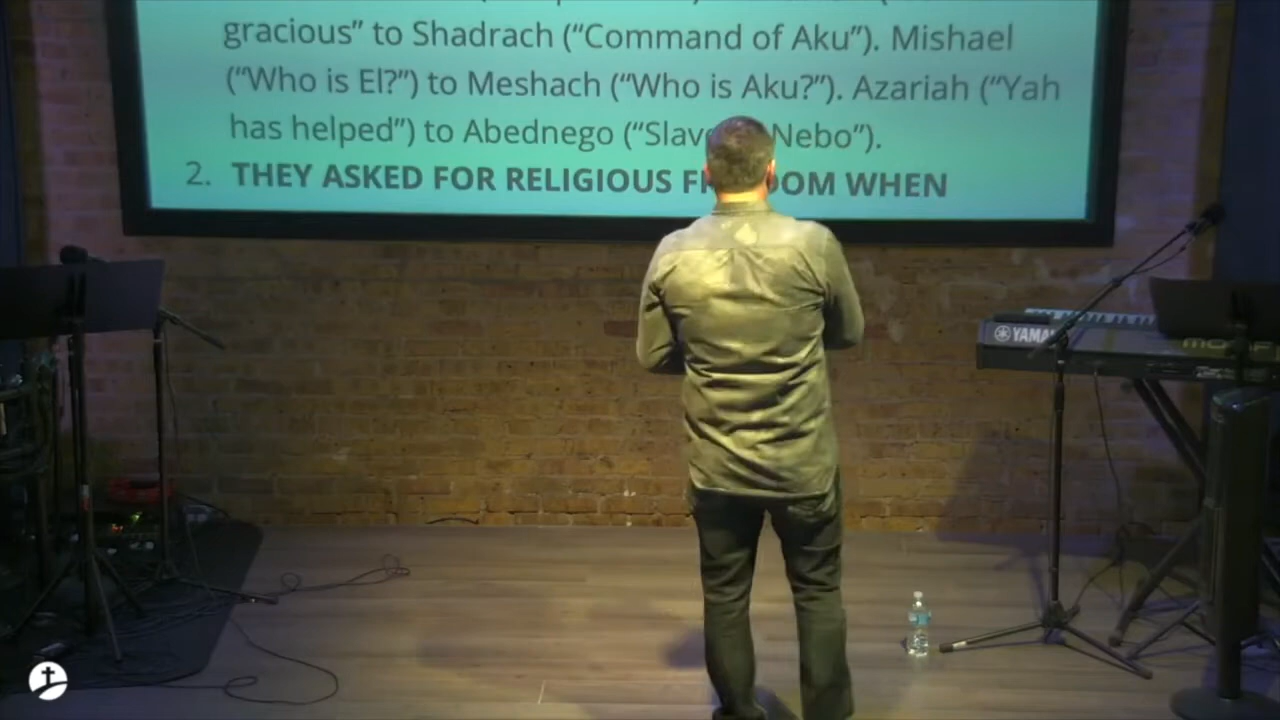 gracious” to Shadrach (“Command of Aku”). Mishael
(“Who is El?”) to Meshach (“Who is Aku?”). Azariah (“Yah
has helped”) to Abednego (“Slave Nebo”).
2. THEY ASKED FOR RELIGIOUS FREEDOM WHEN
YAMAHA